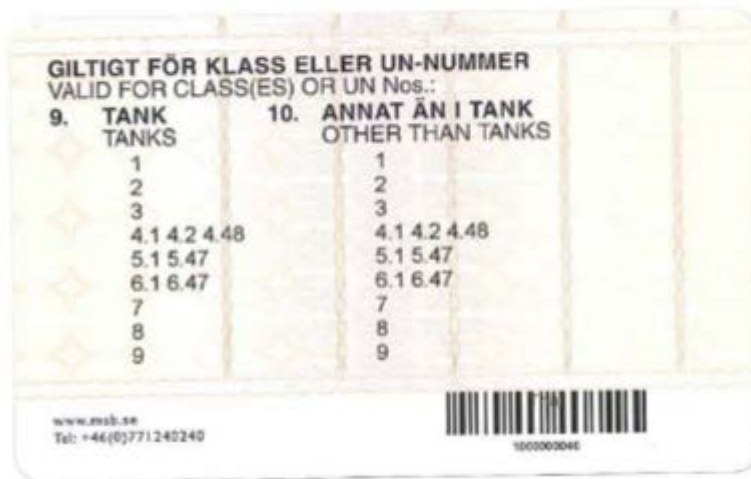 GILTIGT FÖR KLASS ELLER UN-NUMMER
VALID FOR CLASS(ES) OR UN Nos.:
9. TANK 10. ANNAT ÄN I TANK
TANKS OTHER THAN TANKS
1 1
2 2
3 3
4.1 4.2 4.48 4.1 4.2 4.48
5.1 5.47 5.1 5.47
6.1 6.47 6.1 6.47
7 7
8 8
9 9
www.msb.se
Tel: +46(0)771240240
1000000040